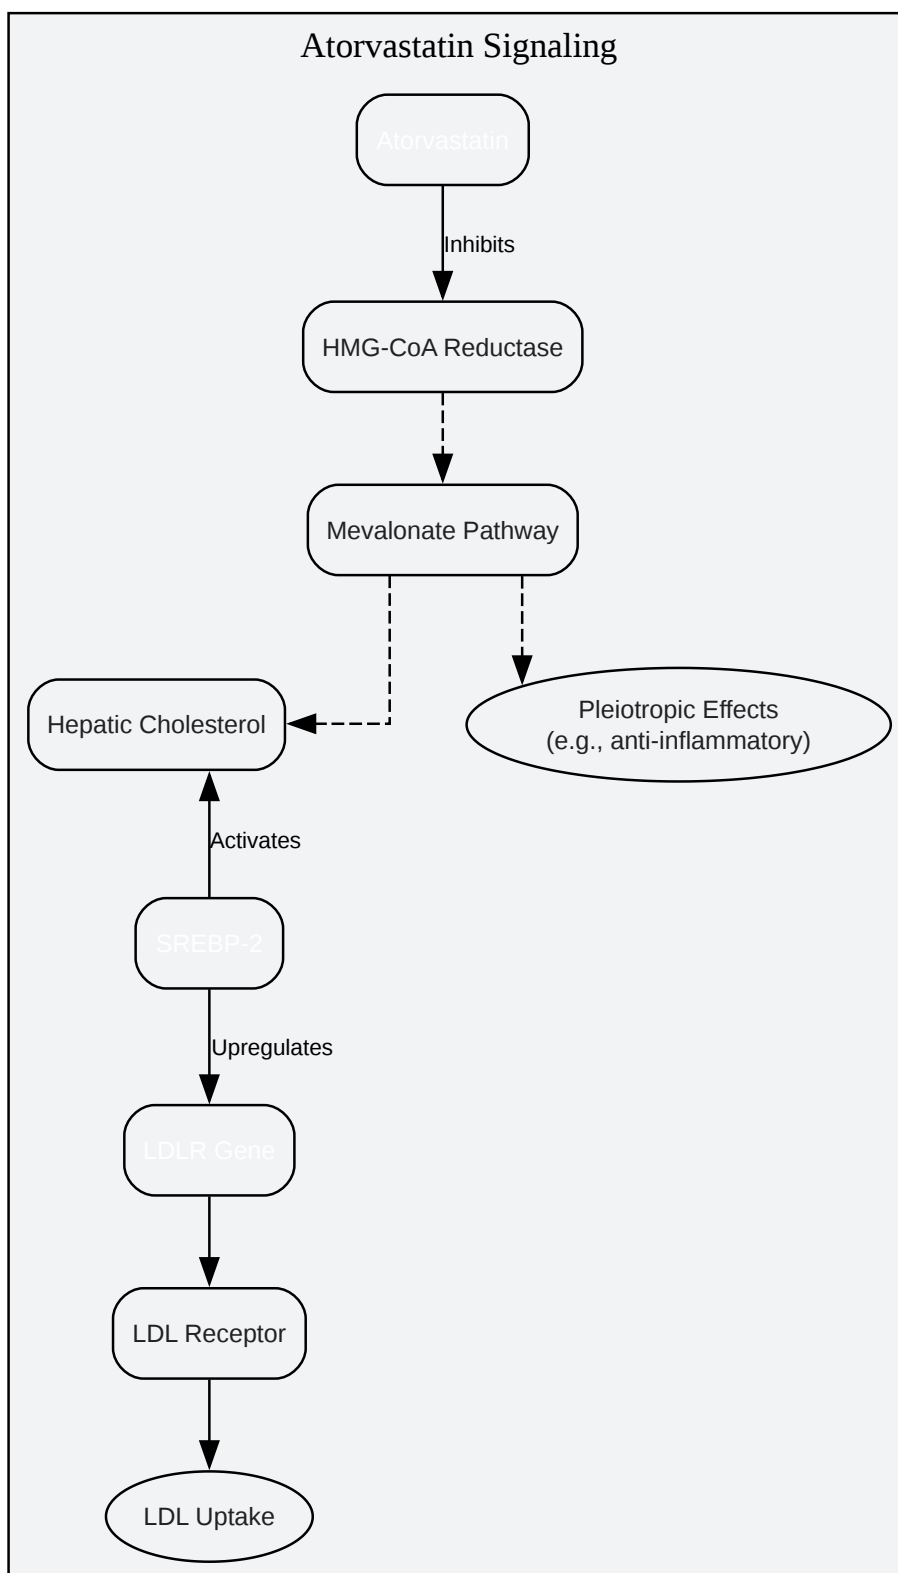 Atorvastatin Signaling
Atorvastatin
Inhibits
HMG-CoA Reductase
Mevalonate Pathway
Hepatic Cholesterol
Pleiotropic Effects
(e.g., anti-inflammatory)
Activates
SREBP-2
Upregulates
LDLR Gene
LDL Receptor
LDL Uptake